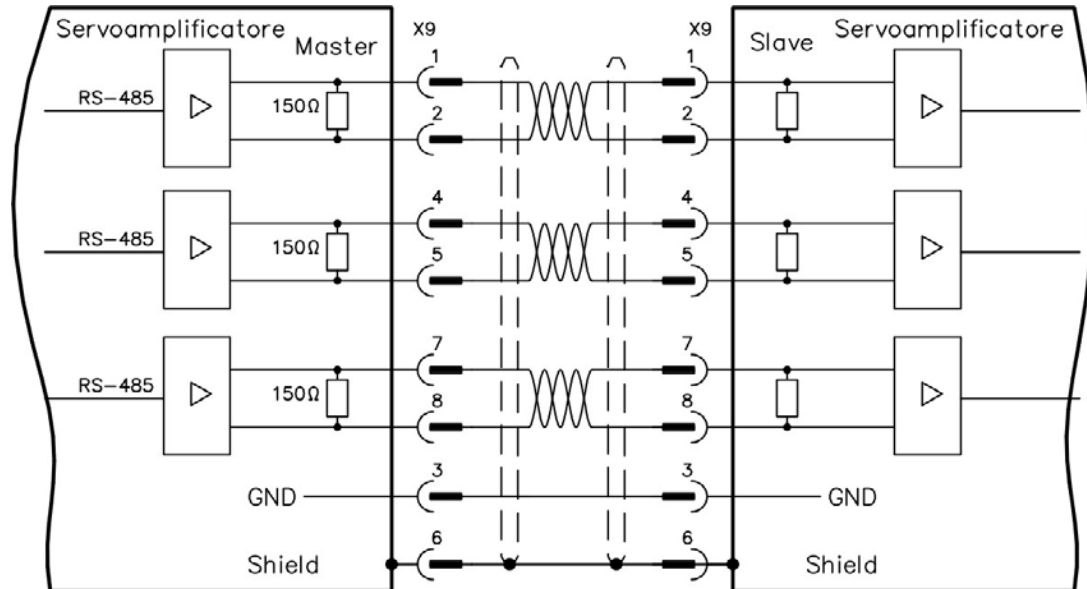 Servoamplificatore
Master
X9
X9
Slave
Servoamplificatore
1
1
RS-485
150Ω
2
2
4
4
RS-485
150Ω
5
5
7
7
RS-485
150Ω
8
8
3
3
GND
GND
6
6
Shield
Shield